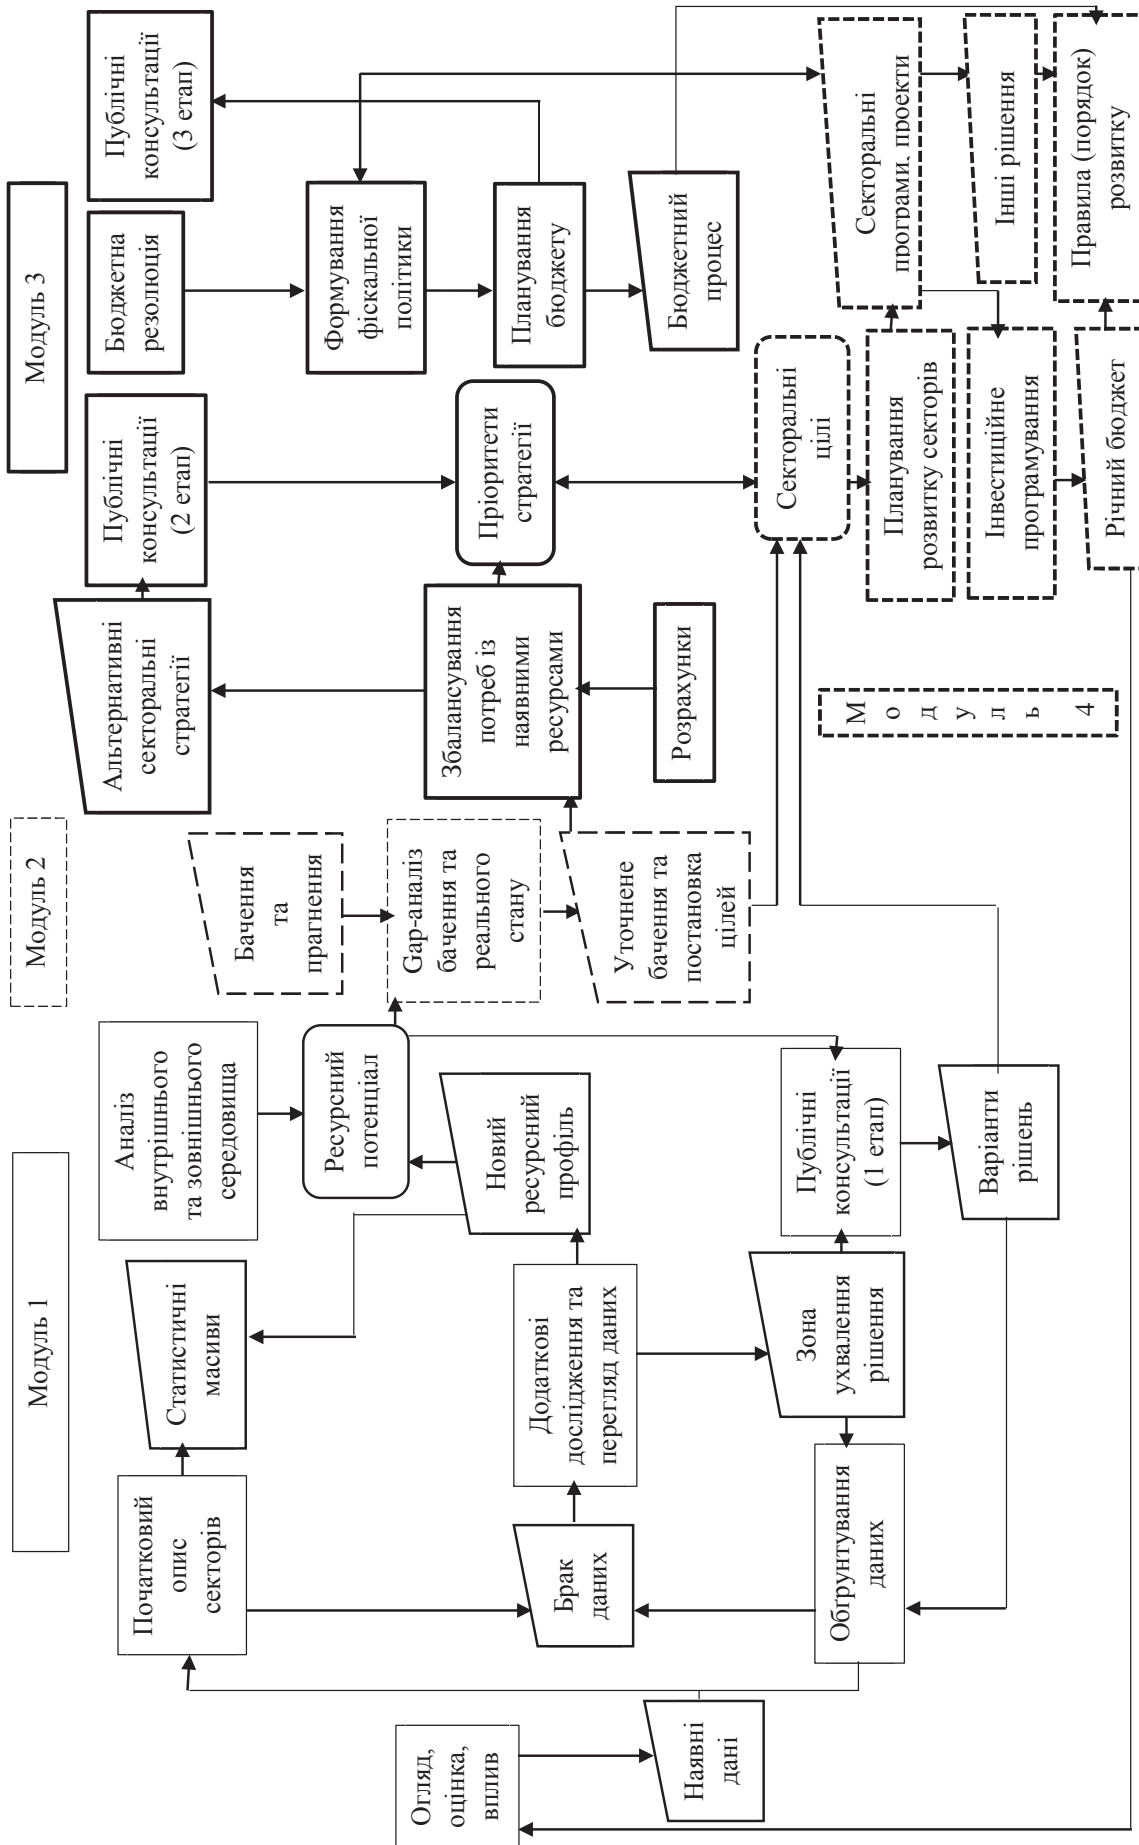 Модуль 1
Модуль 2
Модуль 3
Огляд,
оцінка,
вплив
Наявні
дані
Початковий
опис
секторів
Статистичні
масиви
Аналіз
внутрішнього
та зовнішнього
середовища
Ресурсний
потенціал
Новий
ресурсний
профіль
Брак
даних
Додаткові
дослідження та
перегляд даних
Обґрунтування
даних
Зона
ухвалення
рішення
Публічні
консультації
(1 етап)
Варіанти
рішень
Бачення
та
прагнення
Gap-аналіз
бачення та
реального
стану
Уточнене
бачення та
постановка
цілей
Альтернативні
секторальні
стратегії
Публічні
консультації
(2 етап)
Збалансування
потреб із
наявними
ресурсами
Пріоритети
стратегії
Розрахунки
Бюджетна
резолюція
Публічні
консультації
(3 етап)
Формування
фіскальної
політики
Планування
бюджету
Бюджетний
процес
Модуль 4
Секторальні
цілі
Планування
розвитку секторів
Секторальні
програми, проекти
Інвестиційне
програмування
Інші рішення
Річний бюджет
Правила (порядок)
розвитку